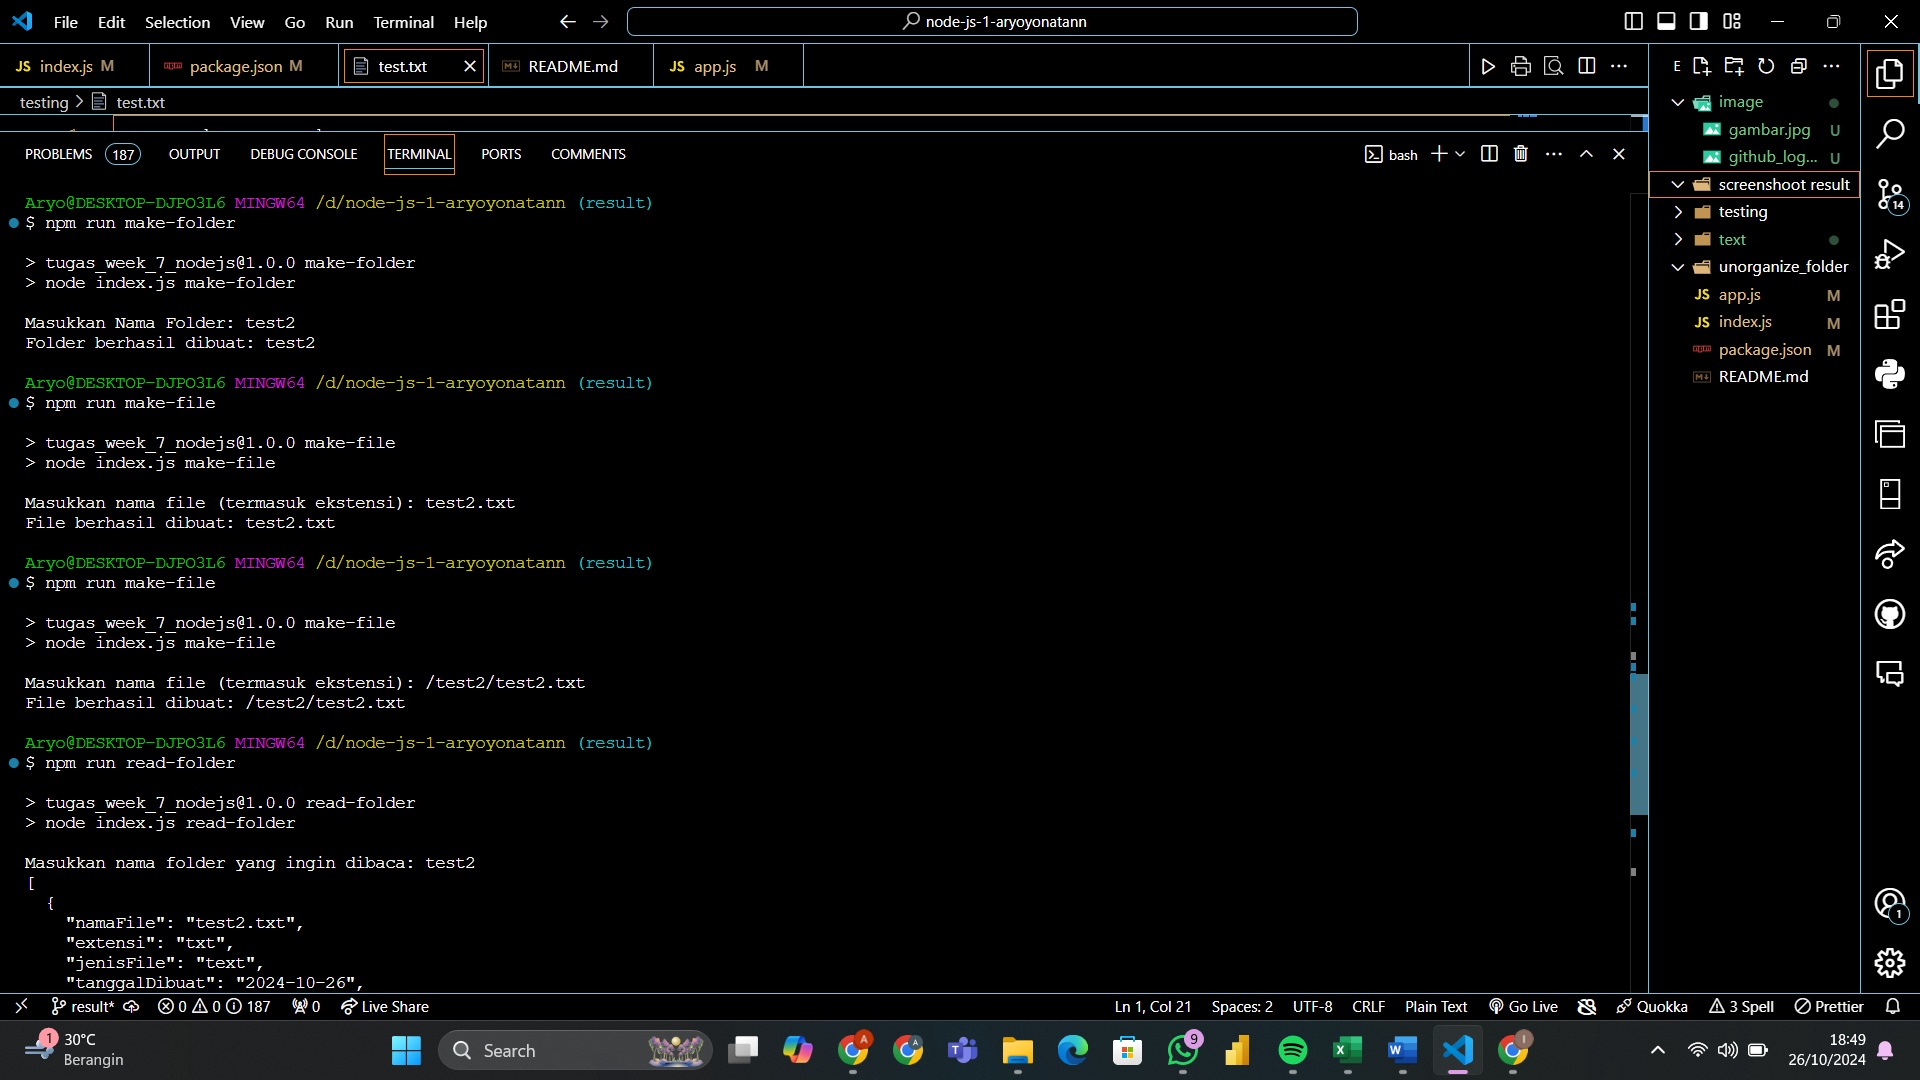 File Edit Selection View Go Run Terminal Help
node-js-1-aryoyonatann
JS index.js M
package.json M
test.txt
README.md
JS app.js M
testing > test.txt
PROBLEMS 187 OUTPUT DEBUG CONSOLE TERMINAL PORTS COMMENTS
bash
Aryo@DESKTOP-DJPO3L6 MINGW64 /d/node-js-1-aryoyonatann (result)
$ npm run make-folder
> tugas_week_7_nodejs@1.0.0 make-folder
> node index.js make-folder
Masukkan Nama Folder: test2
Folder berhasil dibuat: test2
Aryo@DESKTOP-DJPO3L6 MINGW64 /d/node-js-1-aryoyonatann (result)
$ npm run make-file
> tugas_week_7_nodejs@1.0.0 make-file
> node index.js make-file
Masukkan nama file (termasuk ekstensi): test2.txt
File berhasil dibuat: test2.txt
Aryo@DESKTOP-DJPO3L6 MINGW64 /d/node-js-1-aryoyonatann (result)
$ npm run make-file
> tugas_week_7_nodejs@1.0.0 make-file
> node index.js make-file
Masukkan nama file (termasuk ekstensi): /test2/test2.txt
File berhasil dibuat: /test2/test2.txt
Aryo@DESKTOP-DJPO3L6 MINGW64 /d/node-js-1-aryoyonatann (result)
$ npm run read-folder
> tugas_week_7_nodejs@1.0.0 read-folder
> node index.js read-folder
Masukkan nama folder yang ingin dibaca: test2
[
{
"namaFile": "test2.txt",
"extensi": "txt",
"jenisFile": "text",
"tanggalDibuat": "2024-10-26",
E
image
gambar.jpg U
github_log... U
screenshoot result
testing
text
unorganize_folder
JS app.js M
JS index.js M
package.json M
README.md
14
1
result* 0 0 187 0 Live Share
Ln 1, Col 21 Spaces: 2 UTF-8 CRLF Plain Text Go Live Quokka 3 Spell Prettier
1
30°C
Berangin
Search
9
18:49
26/10/2024